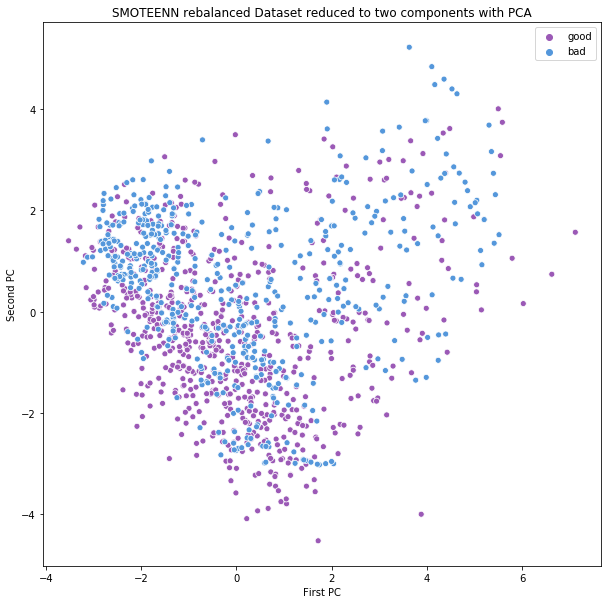 SMOTEENN rebalanced Dataset reduced to two components with PCA
good
bad
4
2
0
−2
−4
Second PC
−4
−2
0
2
4
6
First PC